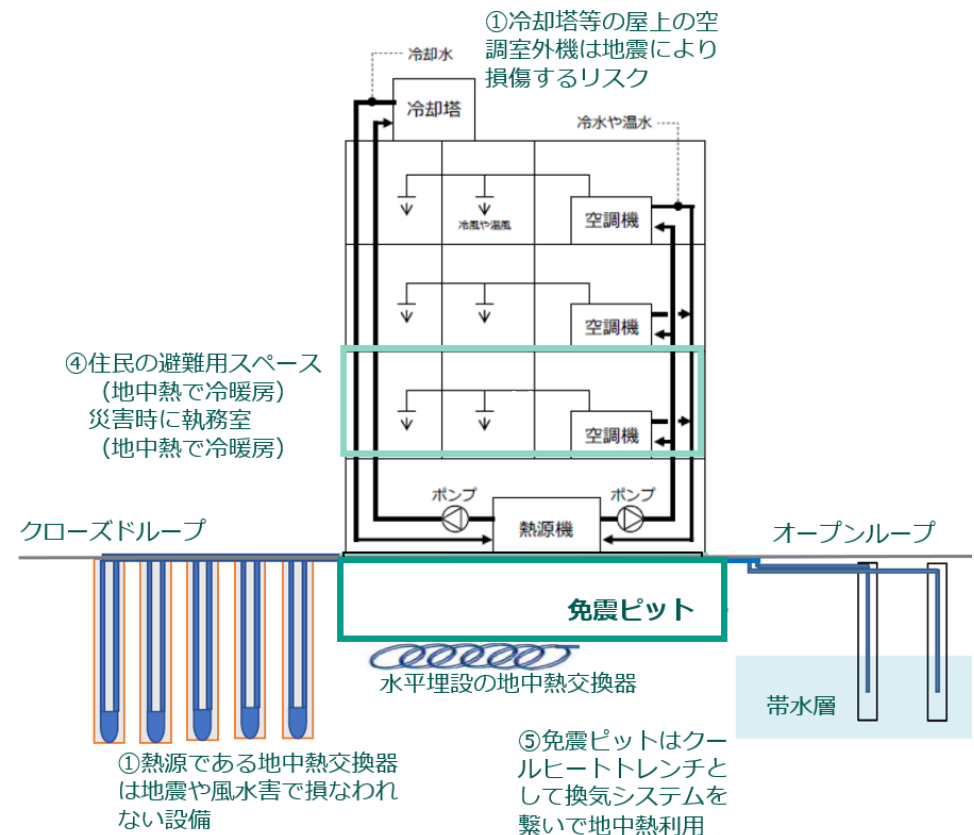 ①冷却塔等の屋上の空
調室外機は地震により
損傷するリスク
冷却水
冷却塔
冷水や温水
空調機
冷風や温風
空調機
④住民の避難用スペース
（地中熱で冷暖房）
災害時に執務室
（地中熱で冷暖房）
空調機
ポンプ
ポンプ
熱源機
クローズドループ
オープンループ
免震ピット
水平埋設の地中熱交換器
帯水層
①熱源である地中熱交換器
は地震や風水害で損なわれ
ない設備
⑤免震ピットはクー
ルヒートトレンチと
して換気システムを
繋いで地中熱利用